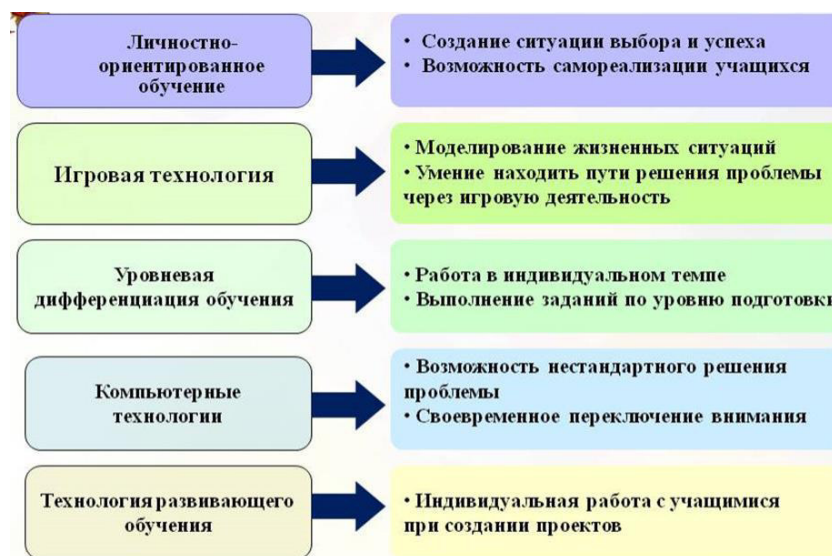 Личностно-
ориентированное
обучение
• Создание ситуации выбора и успеха
• Возможность самореализации учащихся
Игровая технология
• Моделирование жизненных ситуаций
• Умение находить пути решения проблемы
через игровую деятельность
Уровневая
дифференциация обучения
• Работа в индивидуальном темпе
• Выполнение заданий по уровню подготовки
Компьютерные
технологии
• Возможность нестандартного решения
проблемы
• Своевременное переключение внимания
Технология развивающего
обучения
• Индивидуальная работа с учащимися
при создании проектов